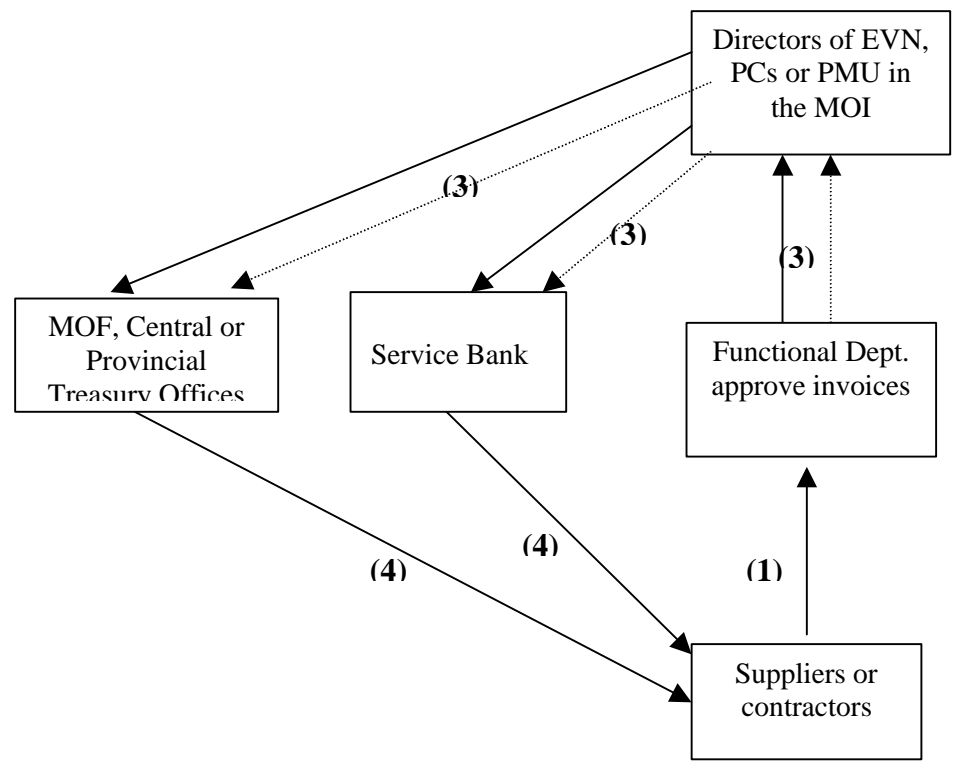 Directors of EVN,
PCs or PMU in
the MOI
(3)
(3)
(3)
MOF, Central or
Provincial
Treasury Offices
Service Bank
Functional Dept.
approve invoices
(4)
(4)
(1)
Suppliers or
contractors